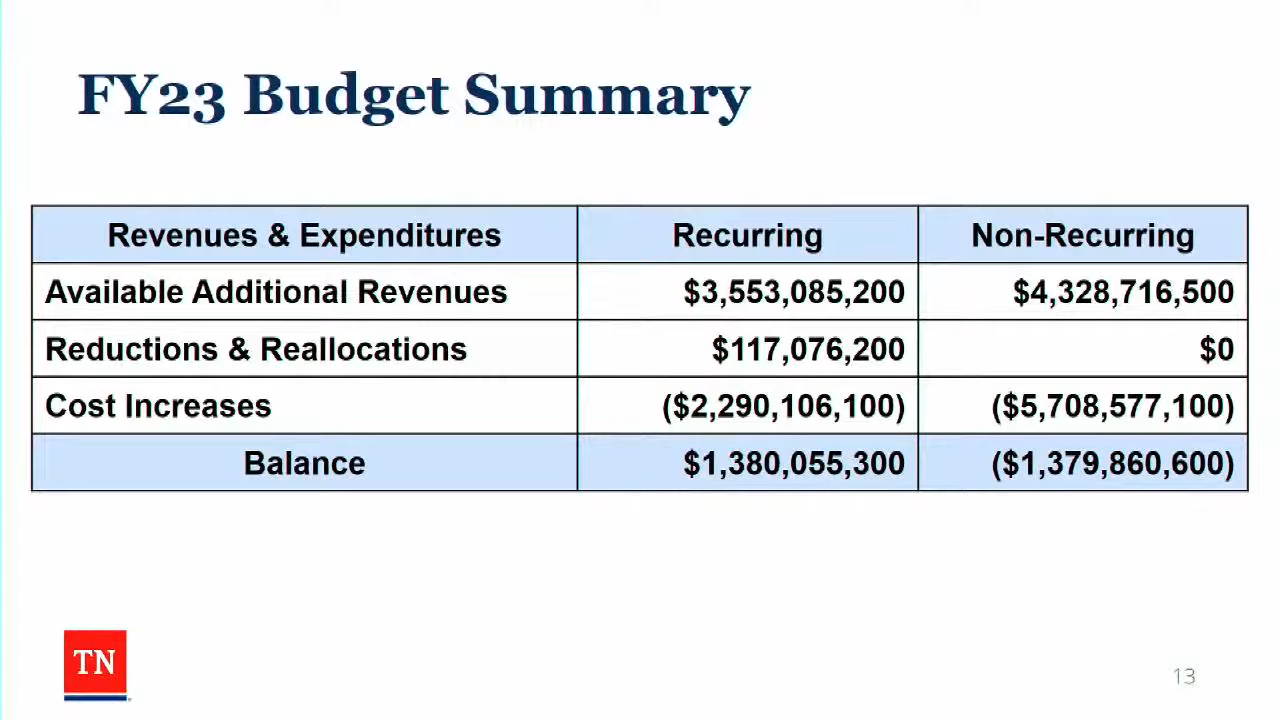 FY23 Budget Summary
Revenues & Expenditures Recurring Non-Recurring
Available Additional Revenues $3,553,085,200 $4,328,716,500
Reductions & Reallocations $117,076,200 $0
Cost Increases ($2,290,106,100) ($5,708,577,100)
Balance $1,380,055,300 ($1,379,860,600)
TN
13